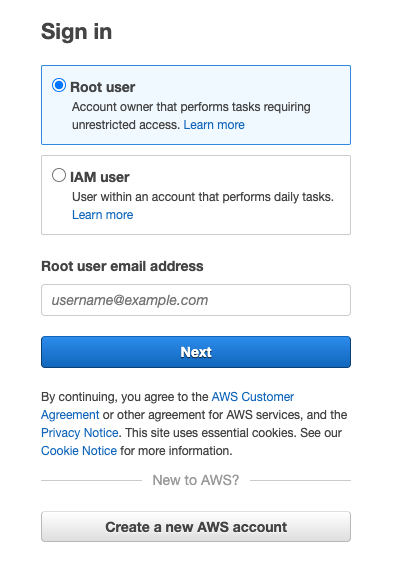 Sign in
Root user
Account owner that performs tasks requiring
unrestricted access. Learn more
IAM user
User within an account that performs daily tasks.
Learn more
Root user email address
username@example.com
Next
By continuing, you agree to the AWS Customer
Agreement or other agreement for AWS services, and the
Privacy Notice. This site uses essential cookies. See our
Cookie Notice for more information.
New to AWS?
Create a new AWS account